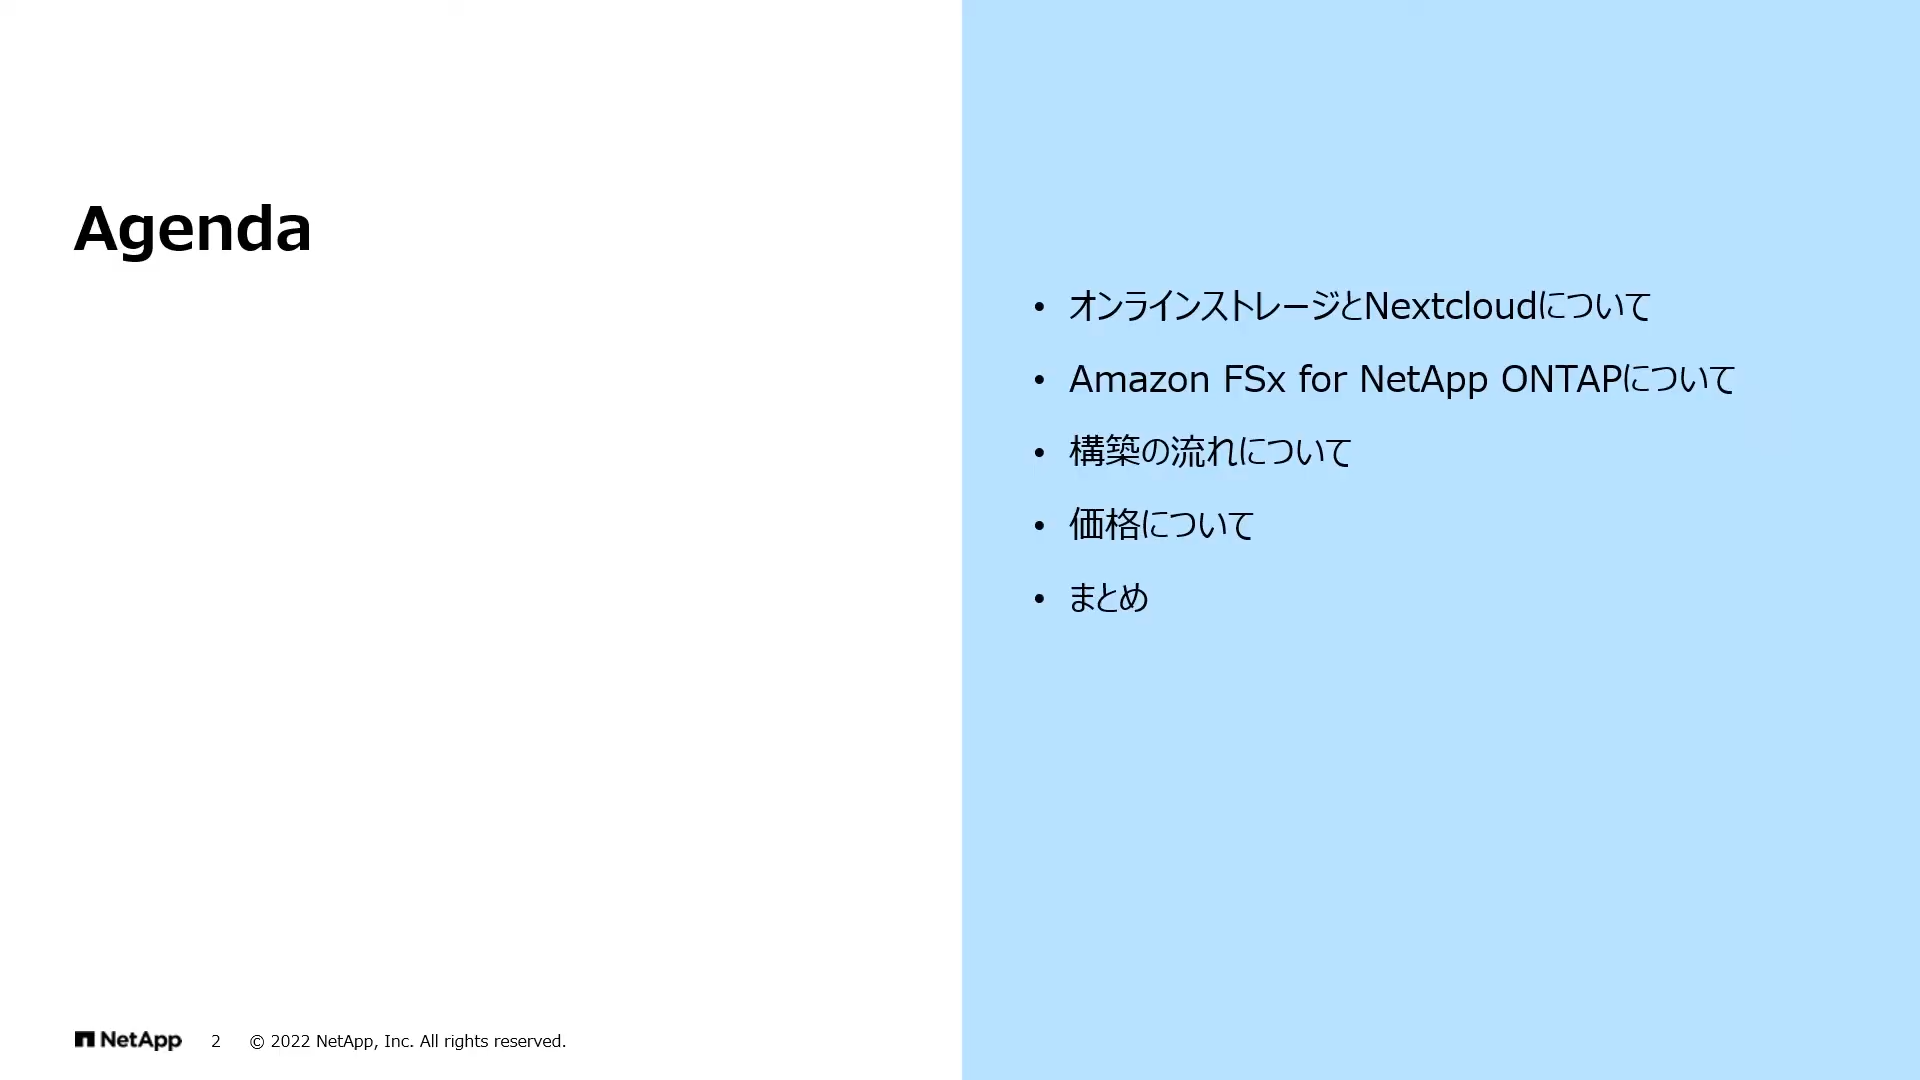 Agenda
• オンラインストレージとNextcloudについて
• Amazon FSx for NetApp ONTAPについて
• 構築の流れについて
• 価格について
• まとめ
NetApp 2 © 2022 NetApp, Inc. All rights reserved.